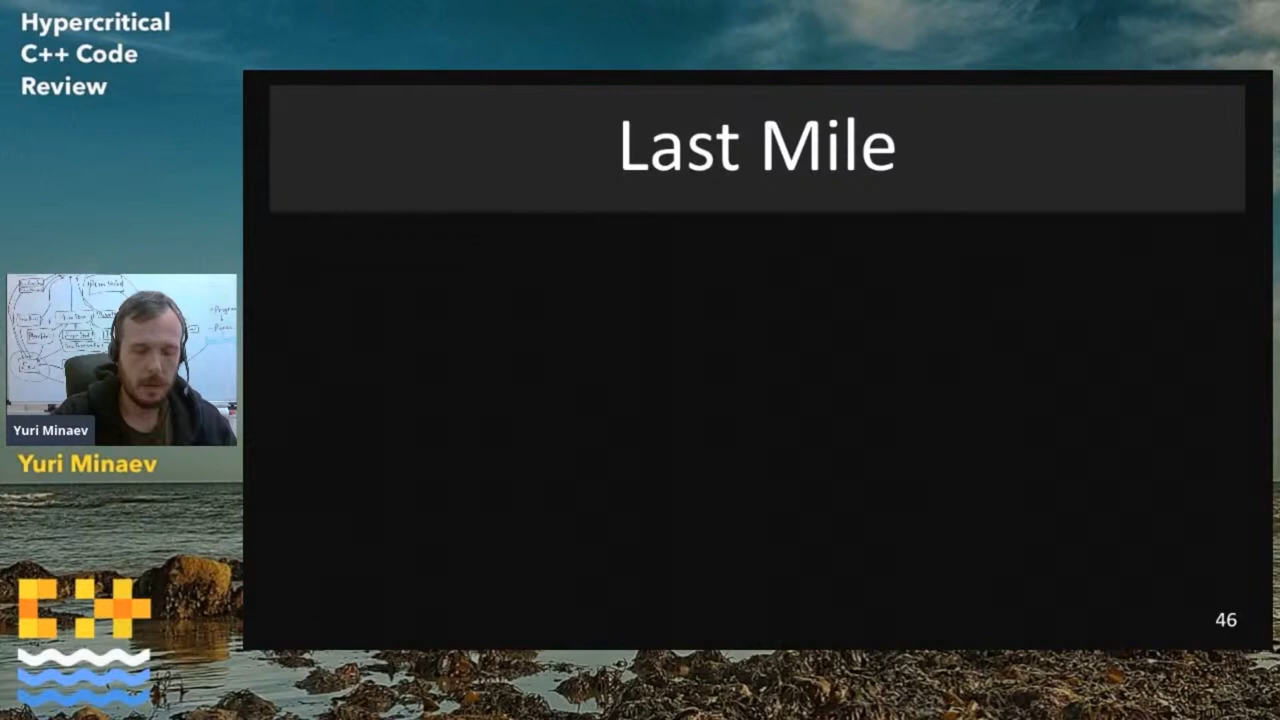 Hypercritical
C++ Code
Review
Last Mile
Yuri Minaev
Yuri Minaev
46